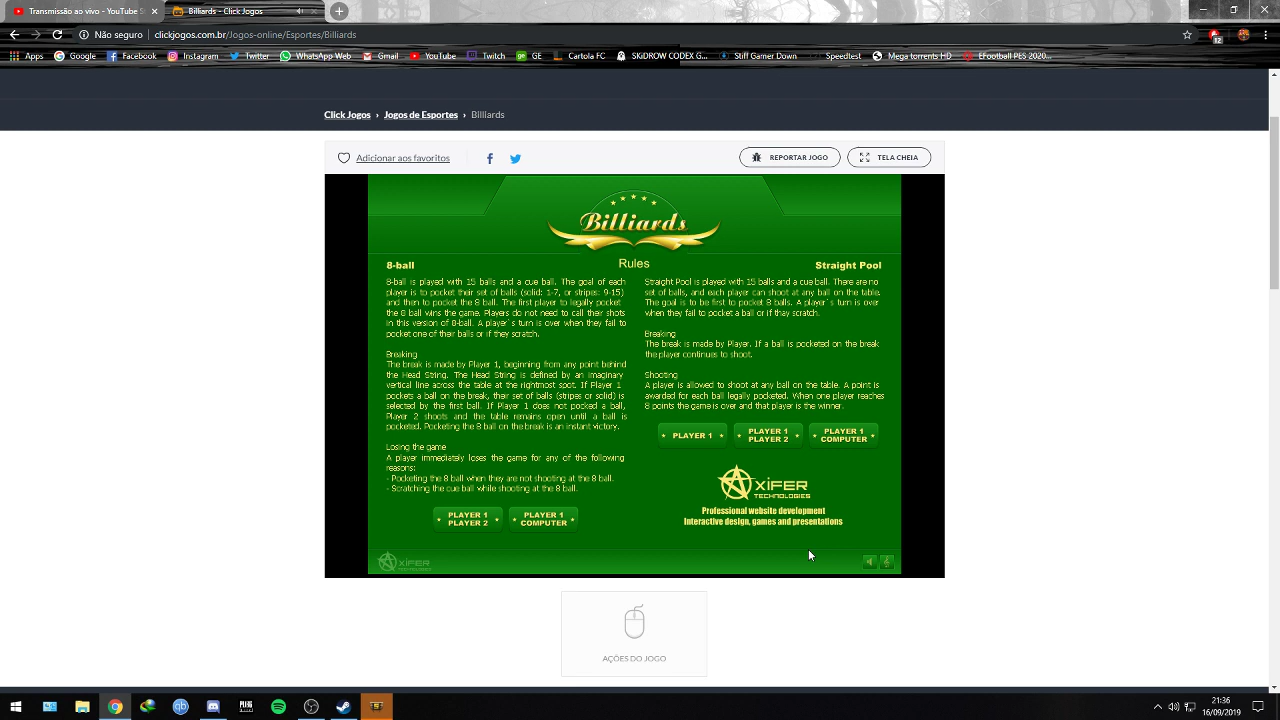 Transmissão ao vivo - YouTube S
Billiards - Click Jogos
Não seguro
clickjogos.com.br/Jogos-online/Esportes/Billiards
12
Apps
Google
Facebook
Instagram
Twitter
WhatsApp Web
Gmail
YouTube
Twitch
GE
Cartola FC
SKiDROW CODEX G...
Stiff Gamer Down
Speedtest
Mega torrents HD
EFootball PES 2020...
Click Jogos › Jogos de Esportes › Billiards
Adicionar aos favoritos
REPORTAR JOGO
TELA CHEIA
Billiards
Rules
8-ball
8-ball is played with 15 balls and a cue ball. The goal of each
player is to pocket their set of balls (solid: 1-7, or stripes: 9-15)
and then to pocket the 8 ball. The first player to legally pocket
the 8 ball wins the game. Players do not need to call their shots
in this version of 8-ball. A player`s turn is over when they fail to
pocket one of their balls or if they scratch.
Breaking
The break is made by Player 1, beginning from any point behind
the Head String. The Head String is defined by an imaginary
vertical line across the table at the rightmost spot. If Player 1
pockets a ball on the break, their set of balls (stripes or solid) is
selected by the first ball. If Player 1 does not pocked a ball,
Player 2 shoots and the table remains open until a ball is
pocketed. Pocketing the 8 ball on the break is an instant victory.
Losing the game
A player immediately loses the game for any of the following
reasons:
- Pocketing the 8 ball when they are not shooting at the 8 ball.
- Scratching the cue ball while shooting at the 8 ball.
PLAYER 1
PLAYER 2
PLAYER 1
COMPUTER
Straight Pool
Straight Pool is played with 15 balls and a cue ball. There are no
set of balls, and each player can shoot at any ball on the table.
The goal is to be first to pocket 8 balls. A player`s turn is over
when they fail to pocket a ball or if thay scratch.
Breaking
The break is made by Player. If a ball is pocketed on the break
the player continues to shoot.
Shooting
A player is allowed to shoot at any ball on the table. A point is
awarded for each ball legally pocketed. When one player reaches
8 points the game is over and that player is the winner.
PLAYER 1
PLAYER 1
PLAYER 2
PLAYER 1
COMPUTER
XIFER
TECHNOLOGIES
Professional website development
Interactive design, games and presentations
XIFER
TECHNOLOGIES
AÇÕES DO JOGO
PUBG
21:36
16/09/2019